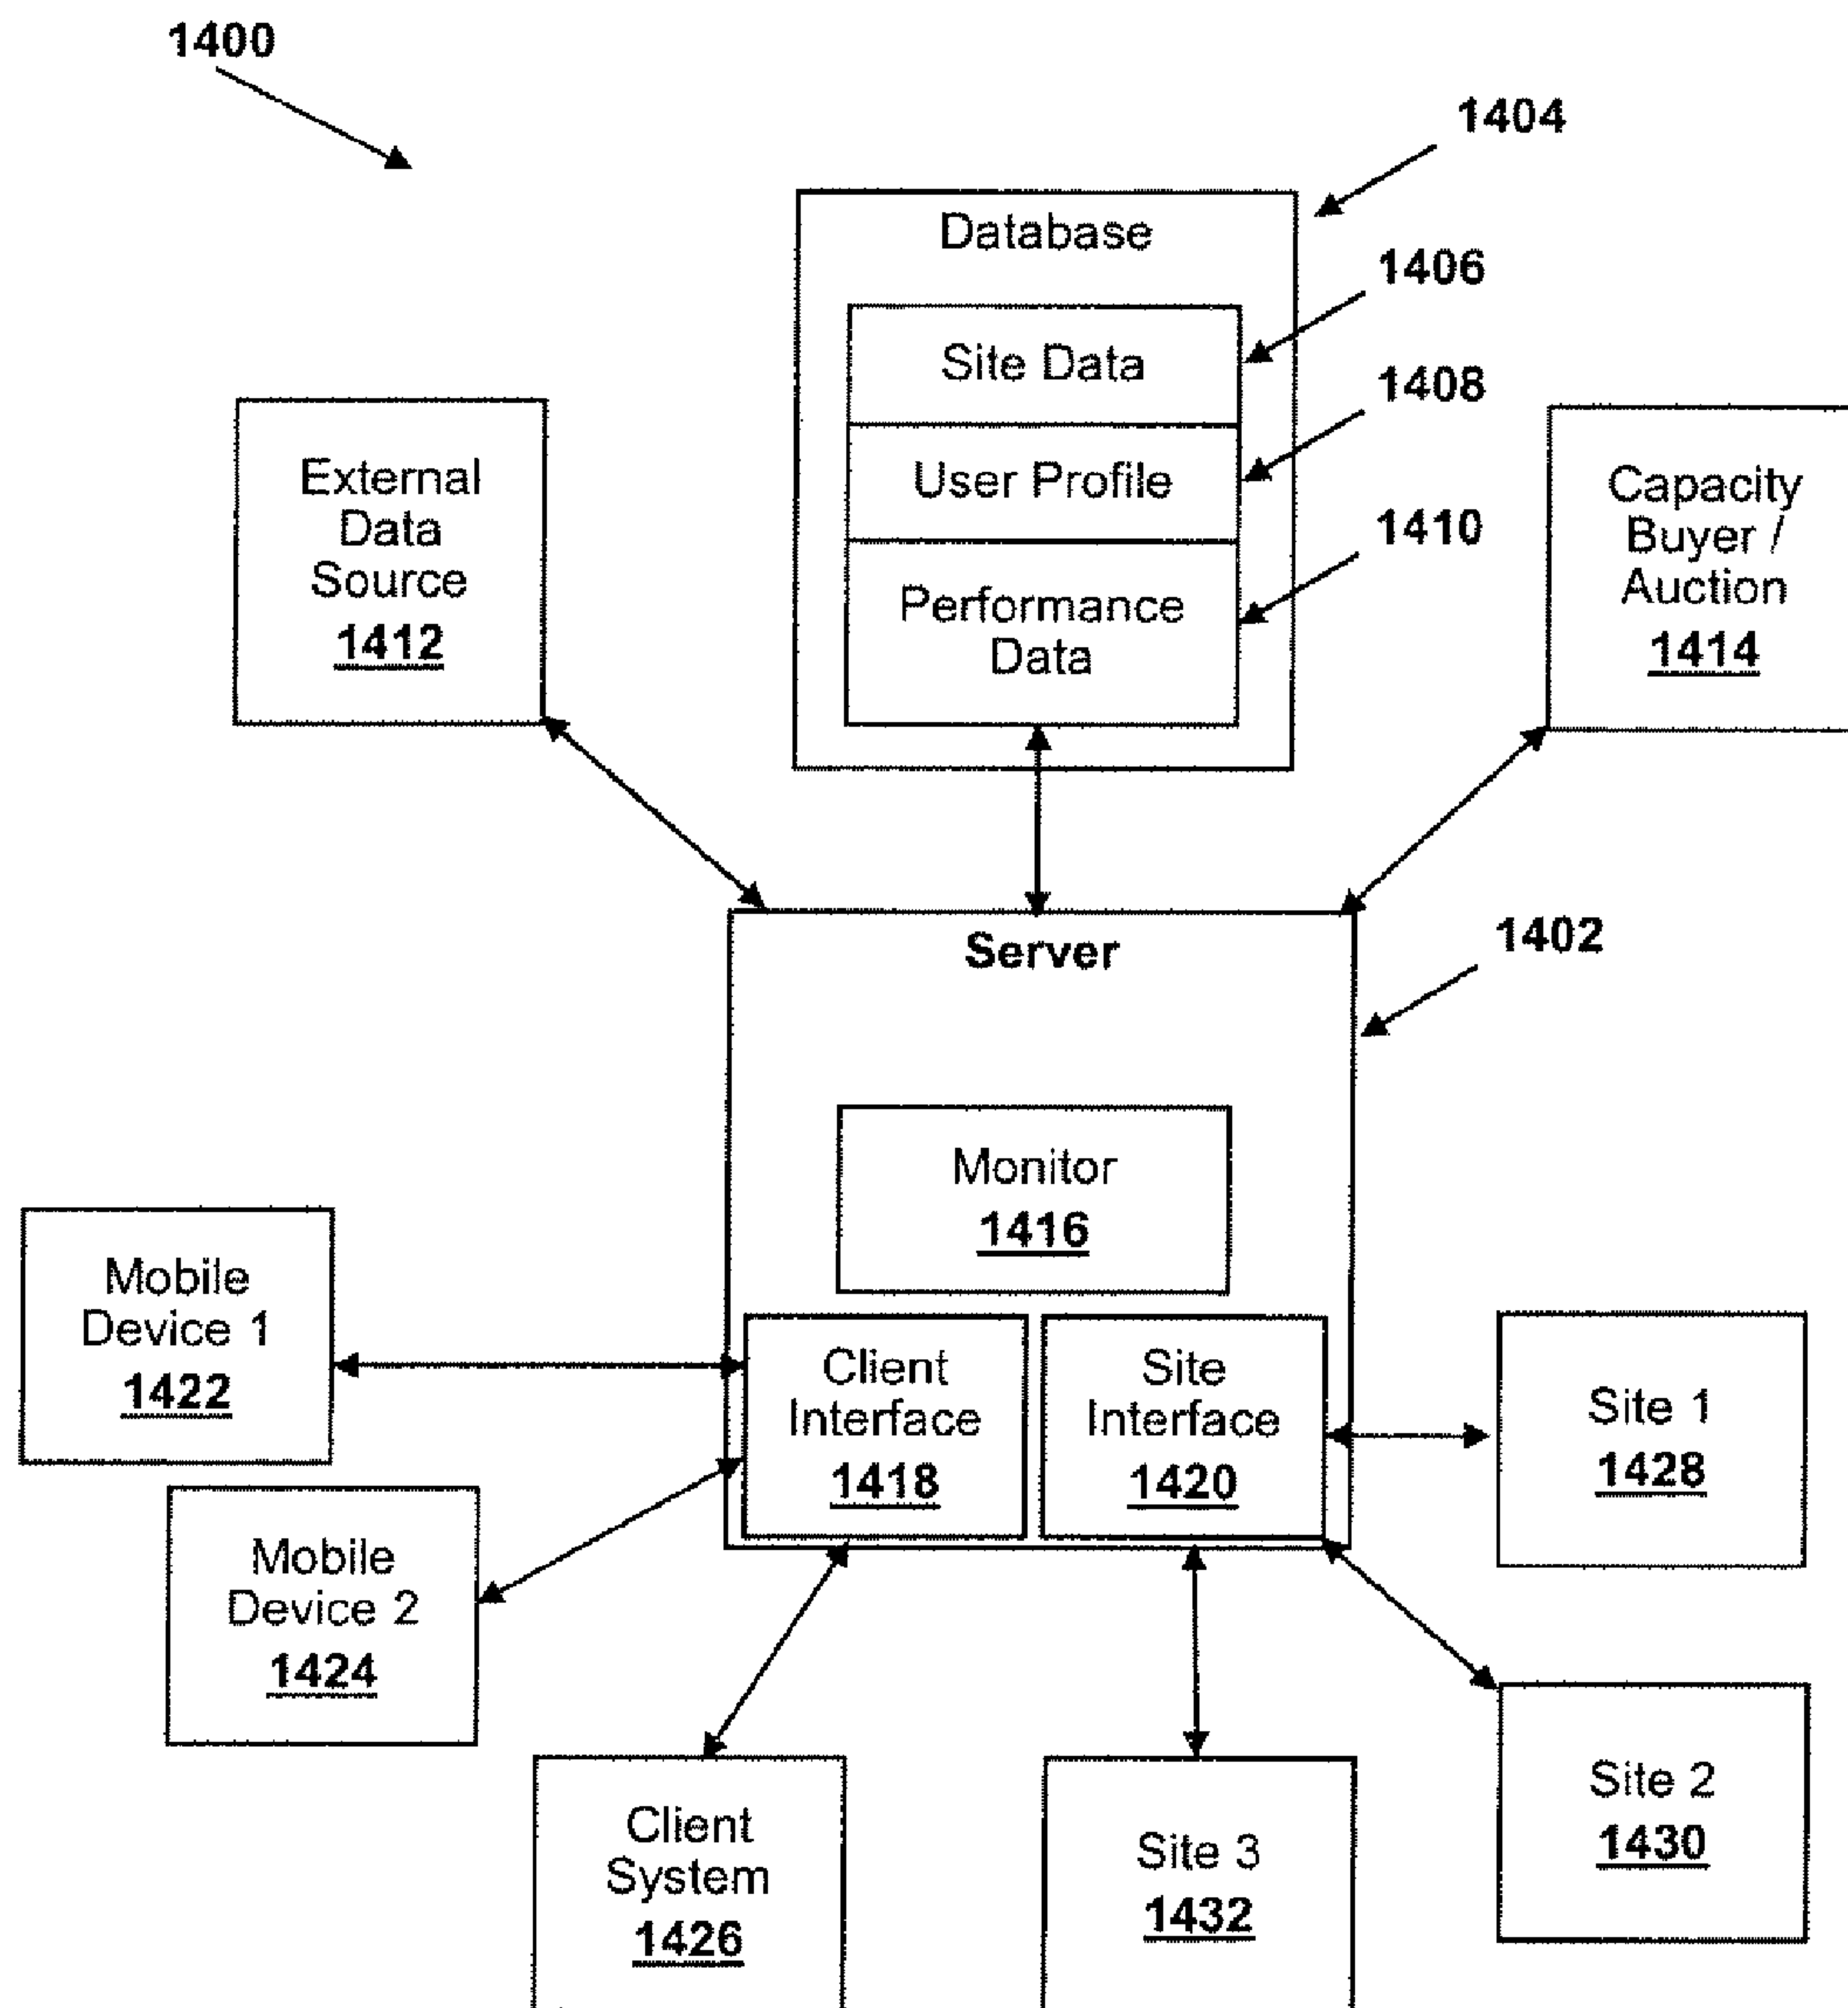 1400
1404
Database
1406
Site Data
1408
User Profile
1410
Performance
Data
External
Data
Source
1412
Capacity
Buyer /
Auction
1414
Server
1402
Monitor
1416
Mobile
Device 1
1422
Client
Interface
1418
Site
Interface
1420
Site 1
1428
Mobile
Device 2
1424
Client
System
1426
Site 3
1432
Site 2
1430